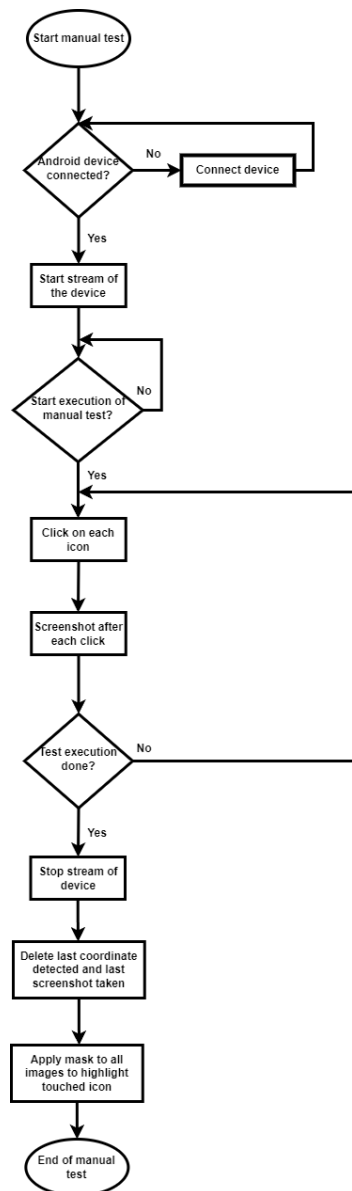 Start manual test
Android device
connected?
No
Connect device
Yes
Start stream of
the device
Start execution of
manual test?
No
Yes
Click on each
icon
Screenshot after
each click
Test execution
done?
No
Yes
Stop stream of
device
Delete last coordinate
detected and last
screenshot taken
Apply mask to all
images to highlight
touched icon
End of manual
test